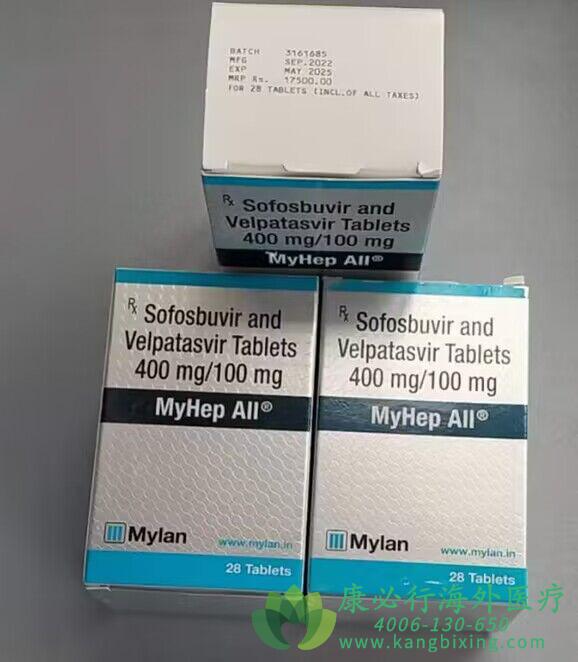 BATCH 3161685
MFG SEP.2022
EXP MAY 2025
MRP Rs. 17500.00
FOR 28 TABLETS (INCL.OF ALL TAXES)
Rx Sofosbuvir and
Velpatasvir Tablets
400 mg/100 mg
MyHep All®
Rx Sofosbuvir and
Velpatasvir Tablets
400 mg/100 mg
MyHep All®
Mylan www.mylan.in
28 Tablets
Rx Sofosbuvir and
Velpatasvir Tablets
400 mg/100 mg
MyHep All®
Mylan www.mylan.in
28 Tablets
康必行海外医疗
4006-130-650
www.kangbixing.com